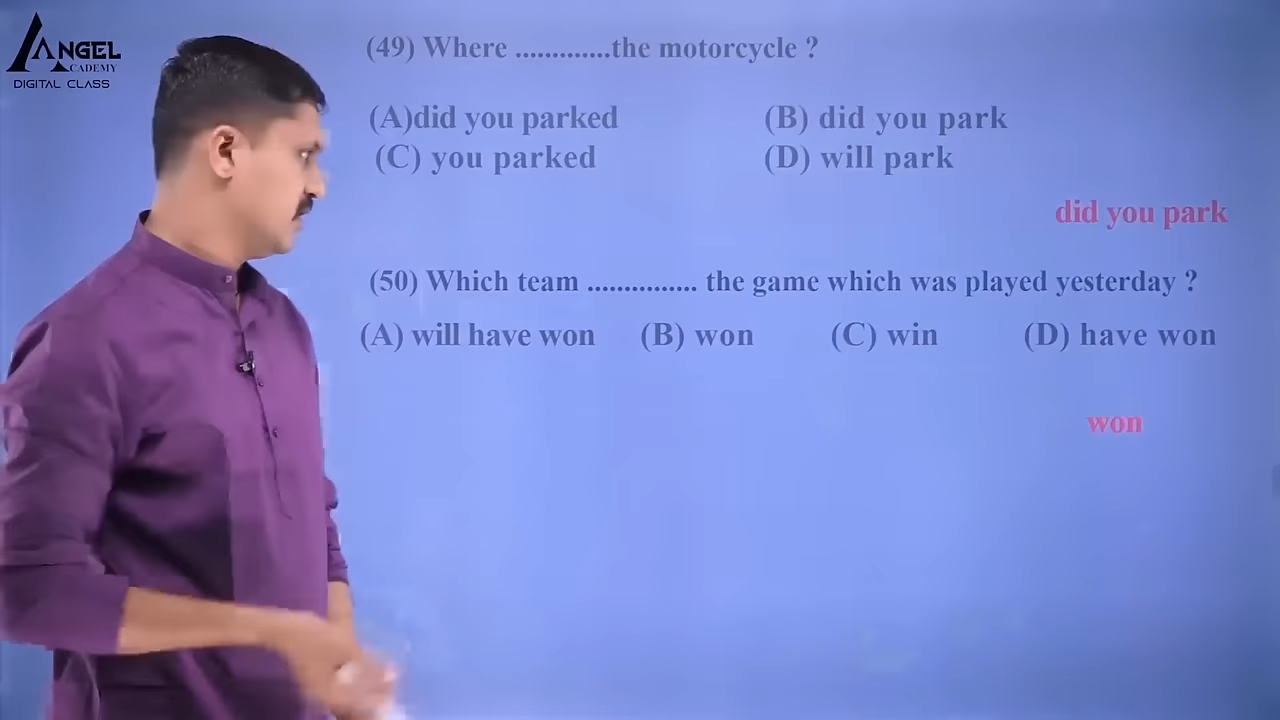 ANGEL
ACADEMY
DIGITAL CLASS
(49) Where .............the motorcycle ?
(A)did you parked (B) did you park
(C) you parked (D) will park
did you park
(50) Which team ............... the game which was played yesterday ?
(A) will have won (B) won (C) win (D) have won
won